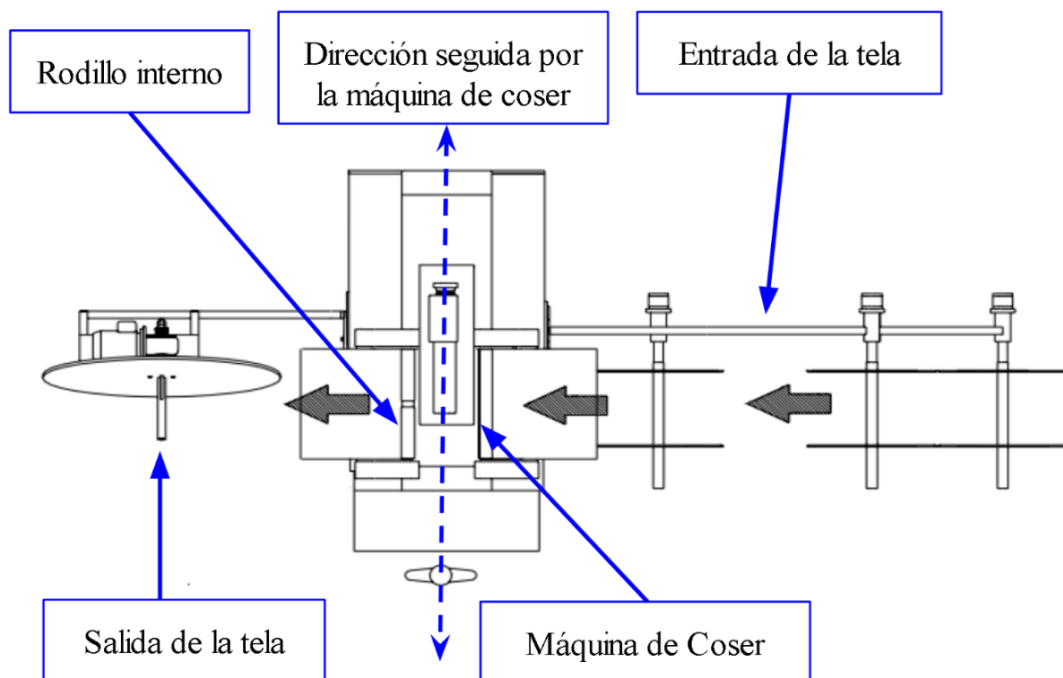 Rodillo interno
Dirección seguida por
la máquina de coser
Entrada de la tela
Salida de la tela
Máquina de Coser